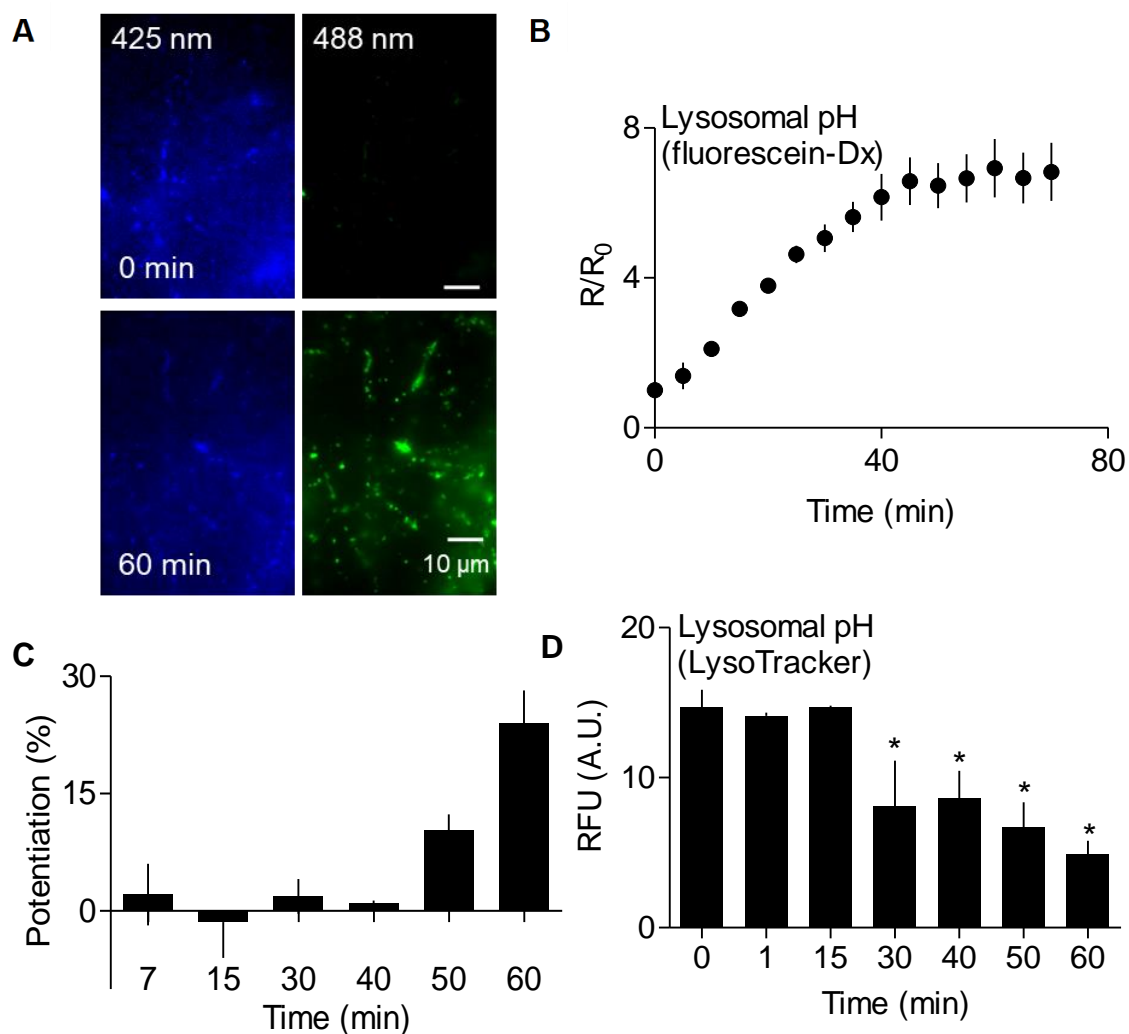 A
425 nm
488 nm
0 min
60 min
10 µm
B
Lysosomal pH
(fluorescein-Dx)
8
4
0
R/R0
0 40 80
Time (min)
C
30
15
0
Potentiation (%)
7 15 30 40 50 60
Time (min)
D
Lysosomal pH
(LysoTracker)
20
10
0
RFU (A.U.)
* * * *
0 1 15 30 40 50 60
Time (min)